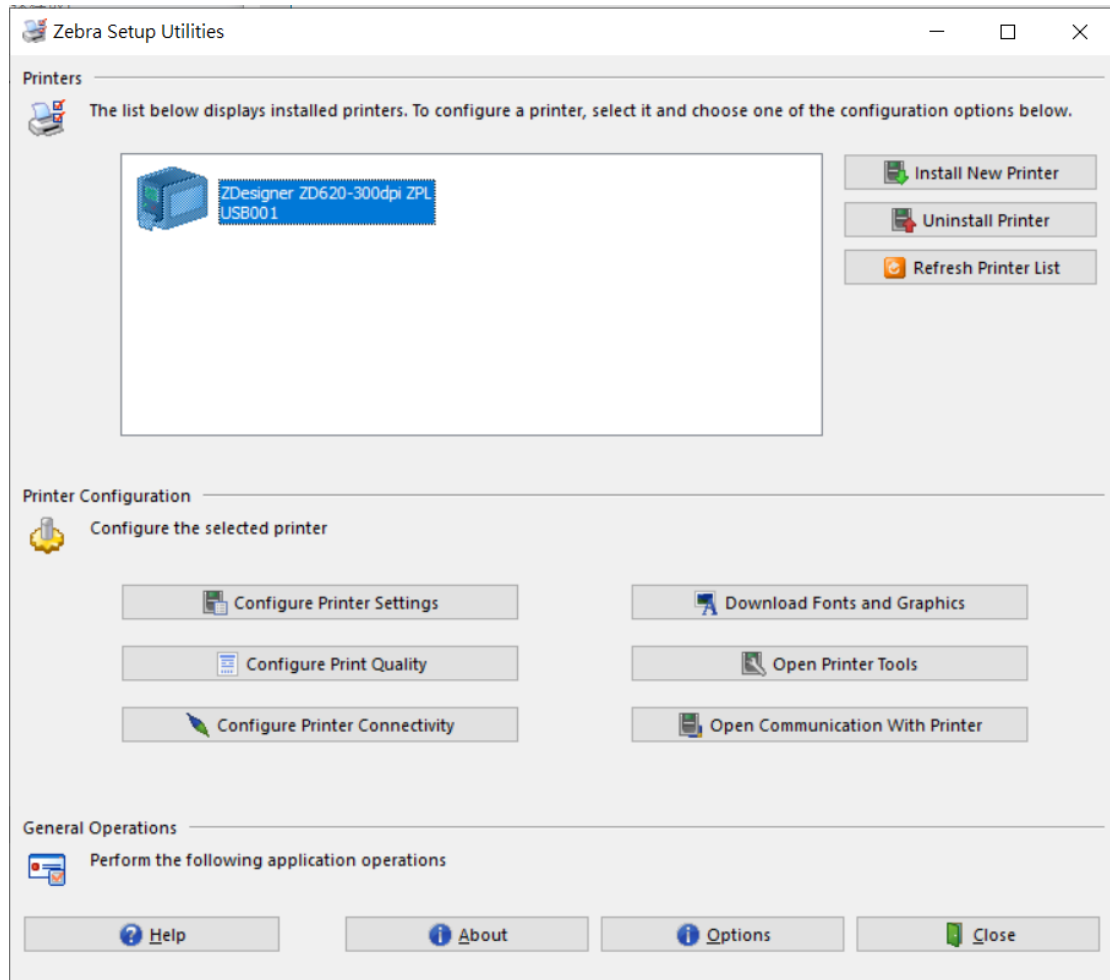 Zebra Setup Utilities
Printers
The list below displays installed printers. To configure a printer, select it and choose one of the configuration options below.
ZDesigner ZD620-300dpi ZPL
USB001
Install New Printer
Uninstall Printer
Refresh Printer List
Printer Configuration
Configure the selected printer
Configure Printer Settings
Download Fonts and Graphics
Configure Print Quality
Open Printer Tools
Configure Printer Connectivity
Open Communication With Printer
General Operations
Perform the following application operations
Help
About
Options
Close